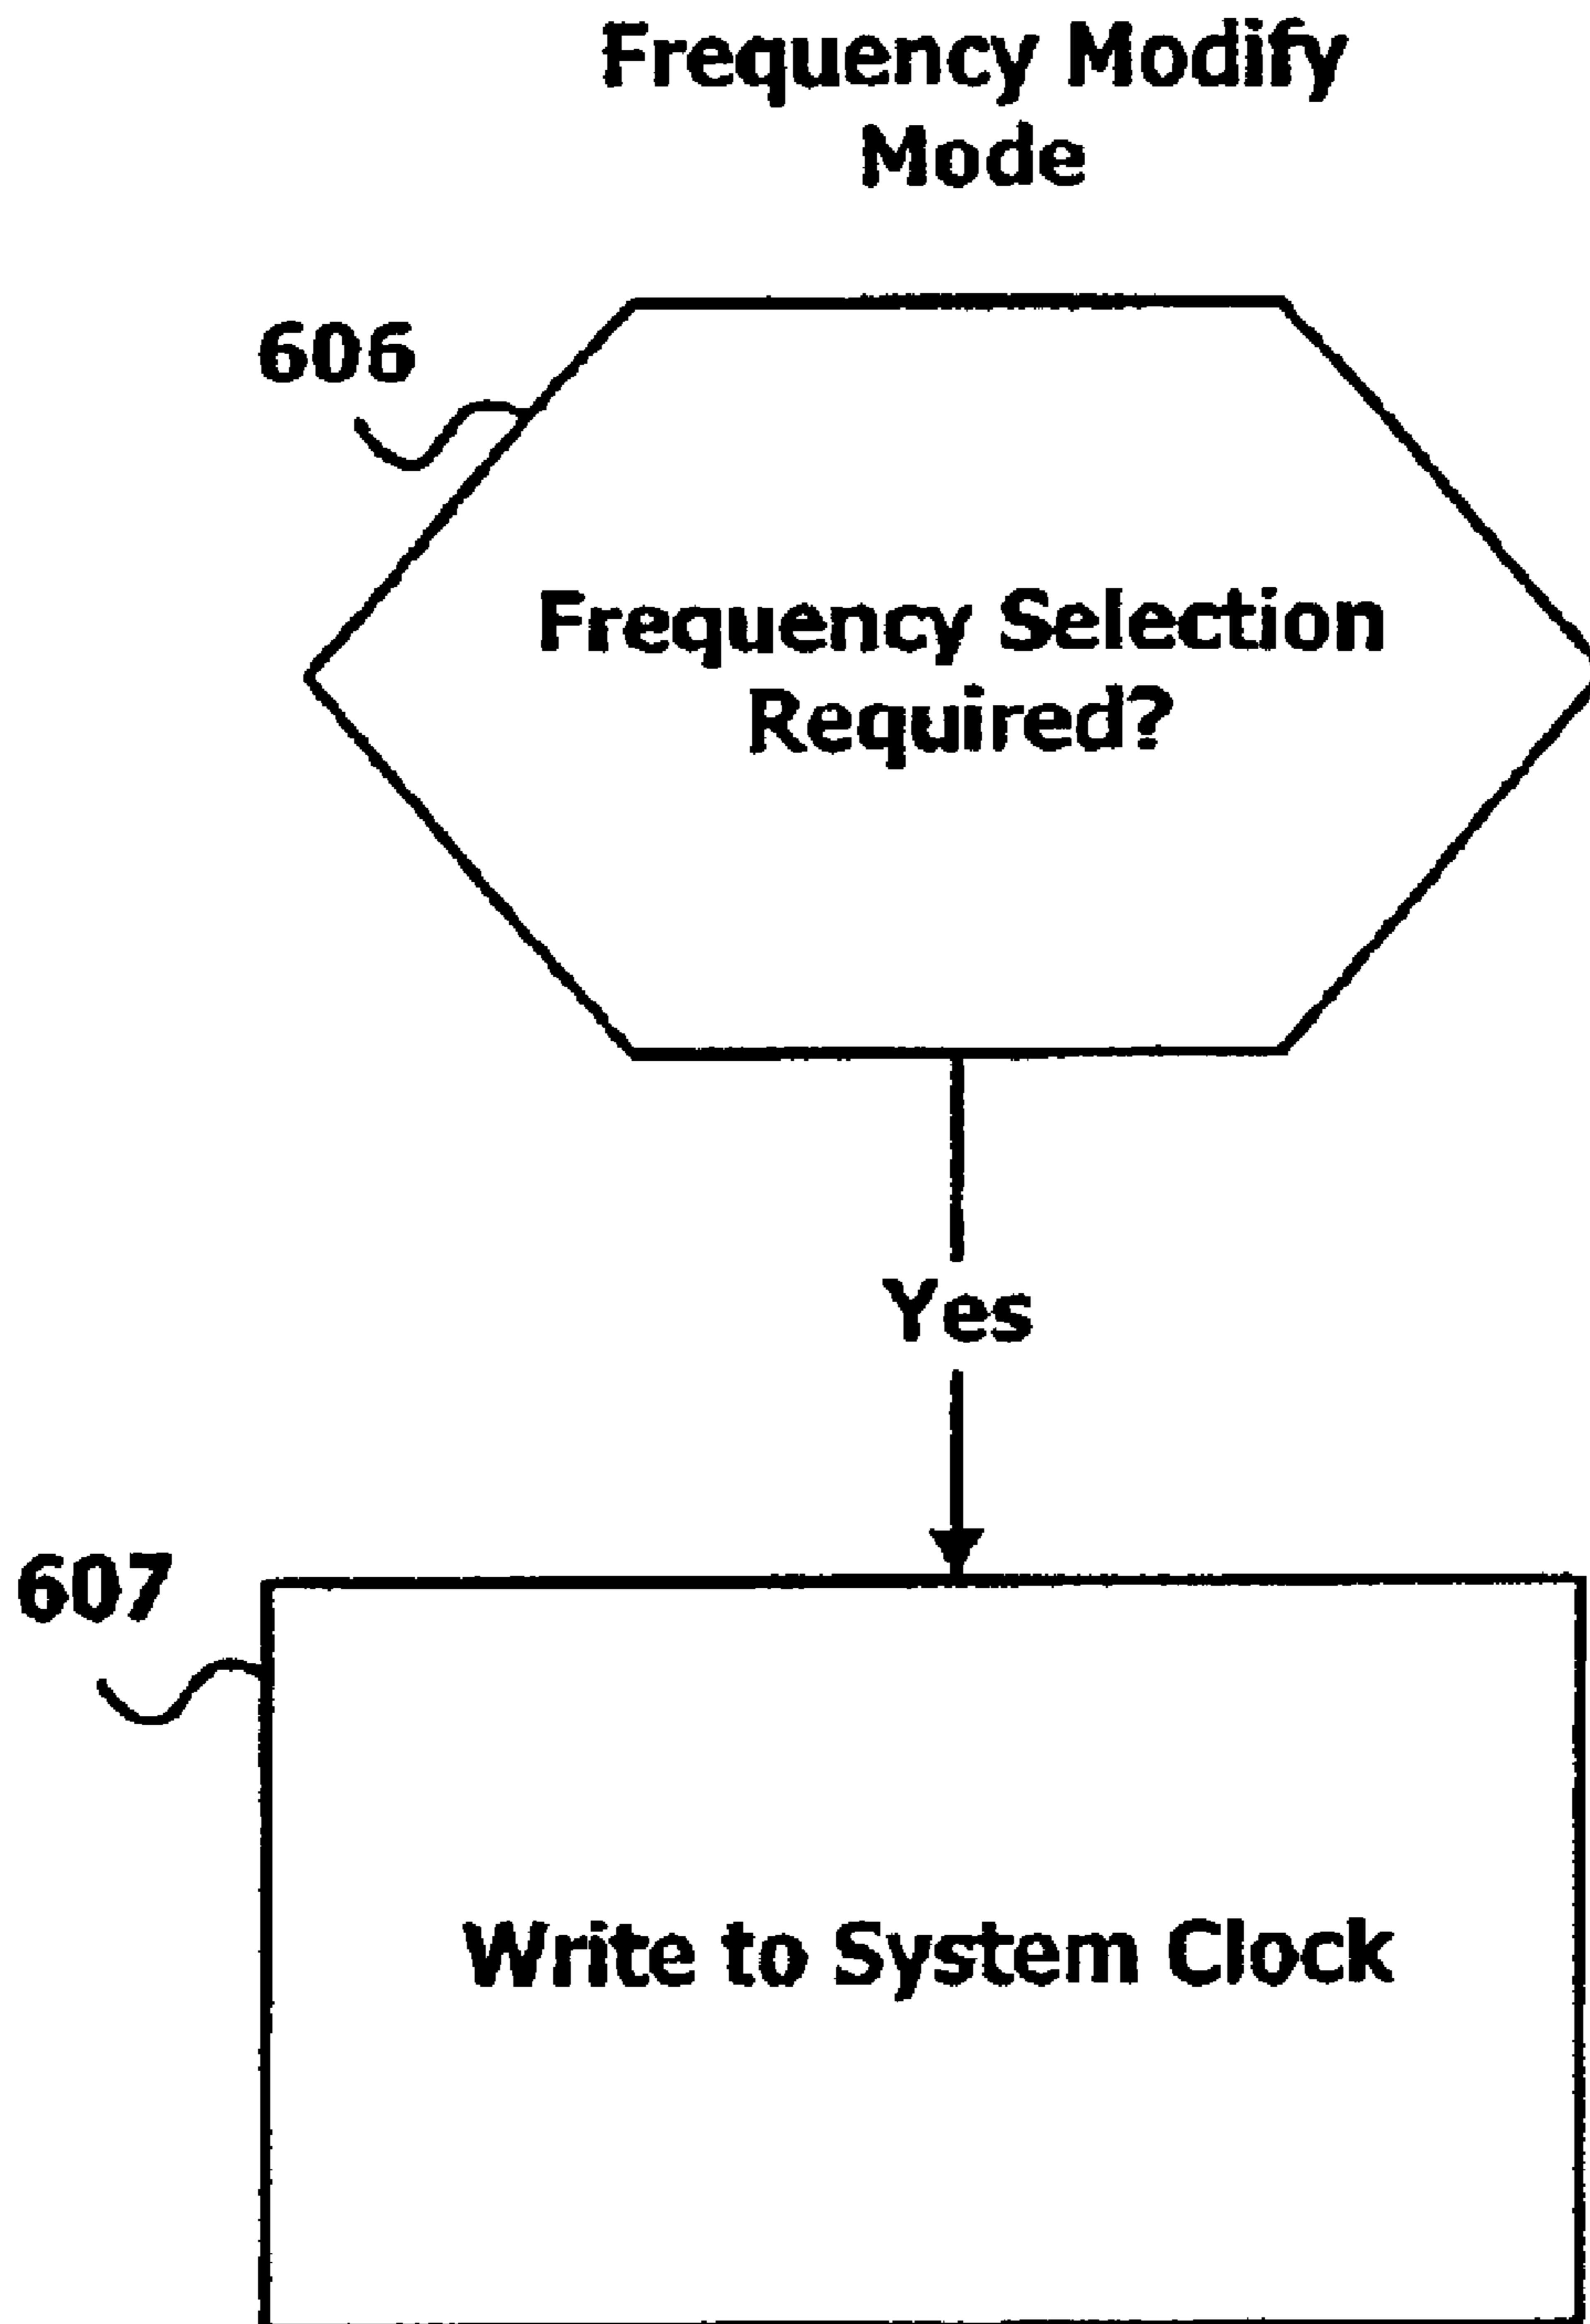 Frequency Modify
Mode
606
Frequency Selection
Required?
Yes
607
Write to System Clock